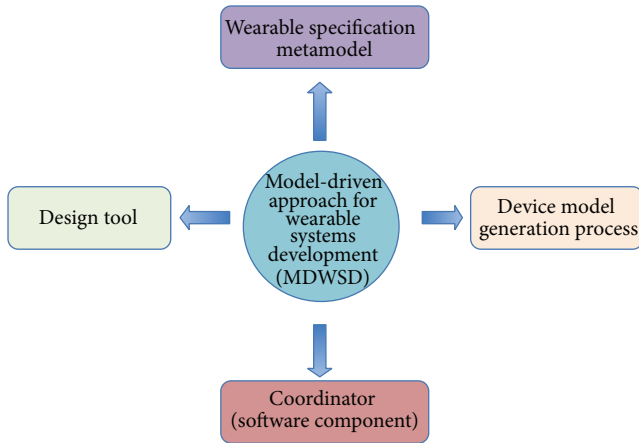 Wearable specification
metamodel
Design tool
Model-driven
approach for
wearable
systems
development
(MDWSD)
Device model
generation process
Coordinator
(software component)